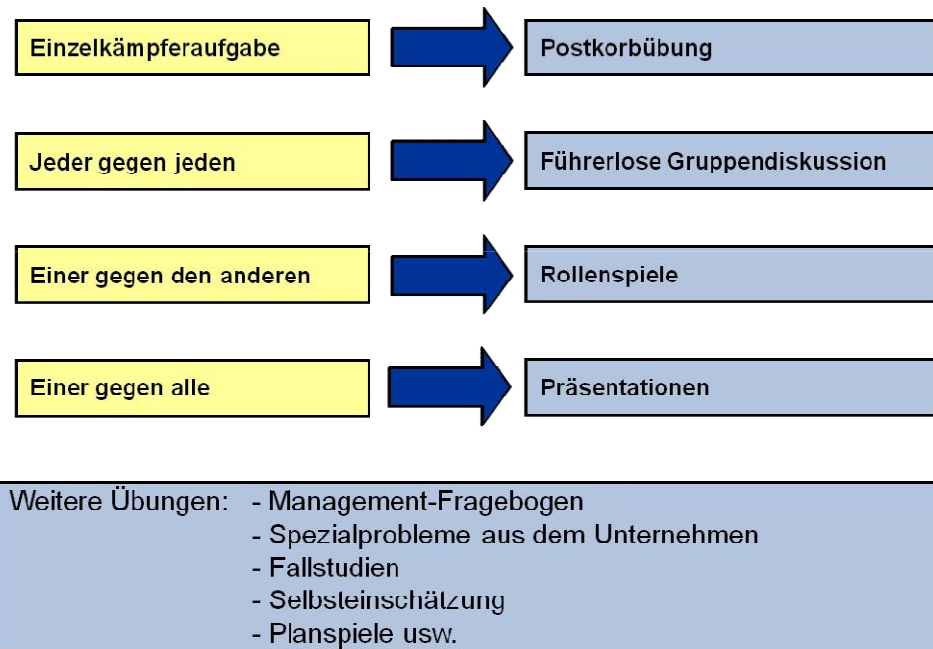 Einzelkämpferaufgabe Postkorbübung
Jeder gegen jeden Führerlose Gruppendiskussion
Einer gegen den anderen Rollenspiele
Einer gegen alle Präsentationen
Weitere Übungen: - Management-Fragebogen
- Spezialprobleme aus dem Unternehmen
- Fallstudien
- Selbsteinschätzung
- Planspiele usw.